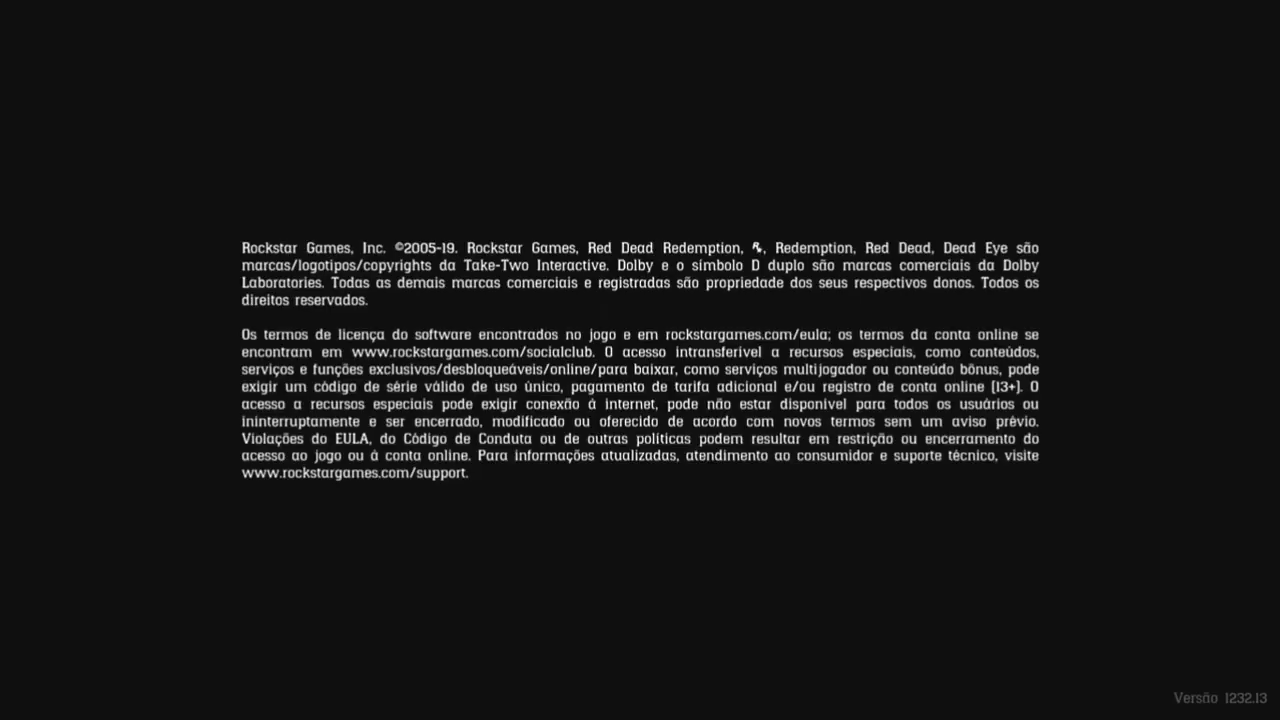 Rockstar Games, Inc. ©2005-19. Rockstar Games, Red Dead Redemption, R*, Redemption, Red Dead, Dead Eye são
marcas/logotipos/copyrights da Take-Two Interactive. Dolby e o símbolo D duplo são marcas comerciais da Dolby
Laboratories. Todas as demais marcas comerciais e registradas são propriedade dos seus respectivos donos. Todos os
direitos reservados.
Os termos de licença do software encontrados no jogo e em rockstargames.com/eula; os termos da conta online se
encontram em www.rockstargames.com/socialclub. O acesso intransferível a recursos especiais, como conteúdos,
serviços e funções exclusivos/desbloqueáveis/online/para baixar, como serviços multijogador ou conteúdo bônus, pode
exigir um código de série válido de uso único, pagamento de tarifa adicional e/ou registro de conta online (13+). O
acesso a recursos especiais pode exigir conexão à internet, pode não estar disponível para todos os usuários ou
ininterruptamente e ser encerrado, modificado ou oferecido de acordo com novos termos sem um aviso prévio.
Violações do EULA, do Código de Conduta ou de outras políticas podem resultar em restrição ou encerramento do
acesso ao jogo ou à conta online. Para informações atualizadas, atendimento ao consumidor e suporte técnico, visite
www.rockstargames.com/support.
Versão 1232.13